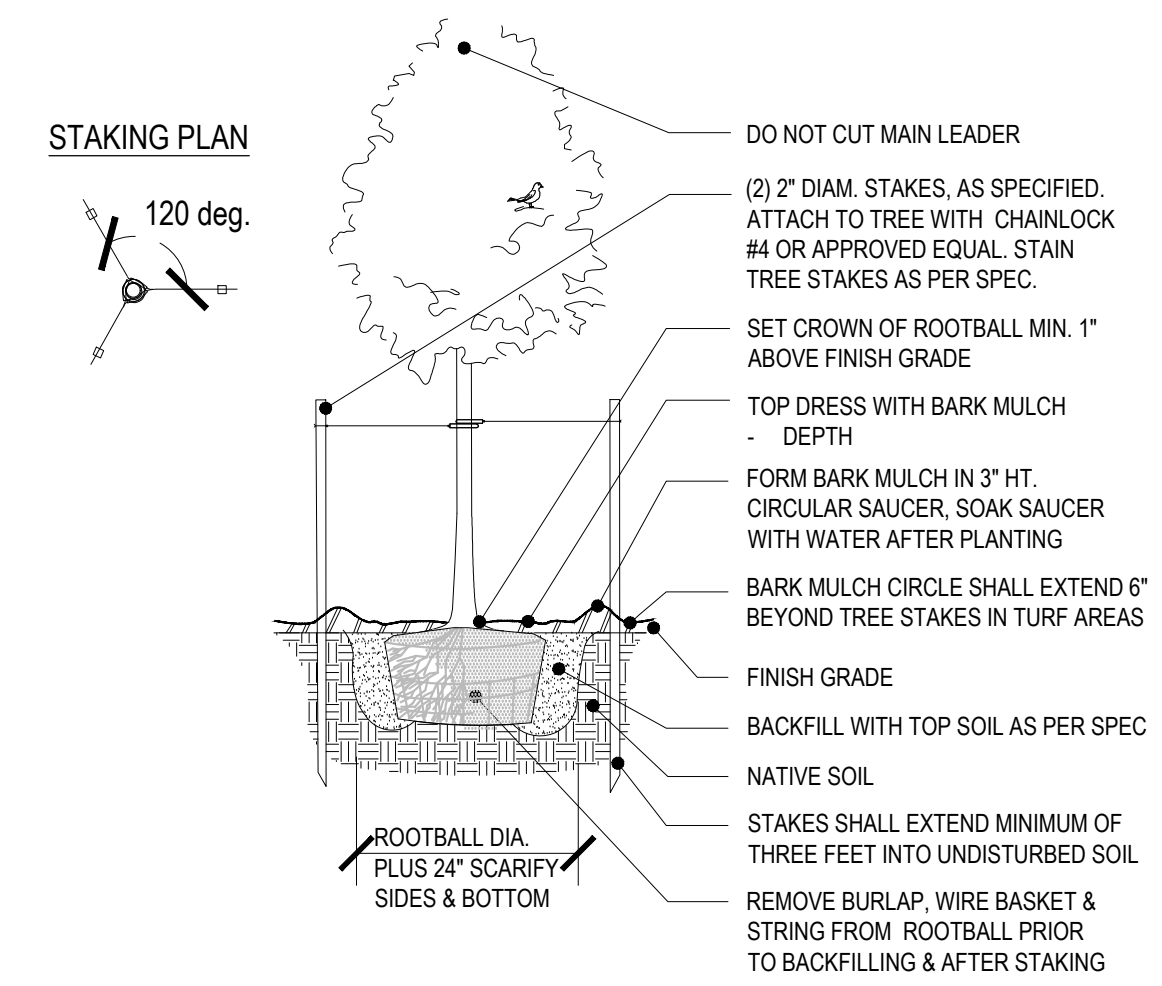 STAKING PLAN
120 deg.
DO NOT CUT MAIN LEADER
(2) 2" DIAM. STAKES, AS SPECIFIED.
ATTACH TO TREE WITH CHAINLOCK
#4 OR APPROVED EQUAL. STAIN
TREE STAKES AS PER SPEC.
SET CROWN OF ROOTBALL MIN. 1"
ABOVE FINISH GRADE
TOP DRESS WITH BARK MULCH
- DEPTH
FORM BARK MULCH IN 3" HT.
CIRCULAR SAUCER, SOAK SAUCER
WITH WATER AFTER PLANTING
BARK MULCH CIRCLE SHALL EXTEND 6"
BEYOND TREE STAKES IN TURF AREAS
FINISH GRADE
BACKFILL WITH TOP SOIL AS PER SPEC
NATIVE SOIL
STAKES SHALL EXTEND MINIMUM OF
THREE FEET INTO UNDISTURBED SOIL
REMOVE BURLAP, WIRE BASKET &
STRING FROM ROOTBALL PRIOR
TO BACKFILLING & AFTER STAKING
ROOTBALL DIA.
PLUS 24" SCARIFY
SIDES & BOTTOM